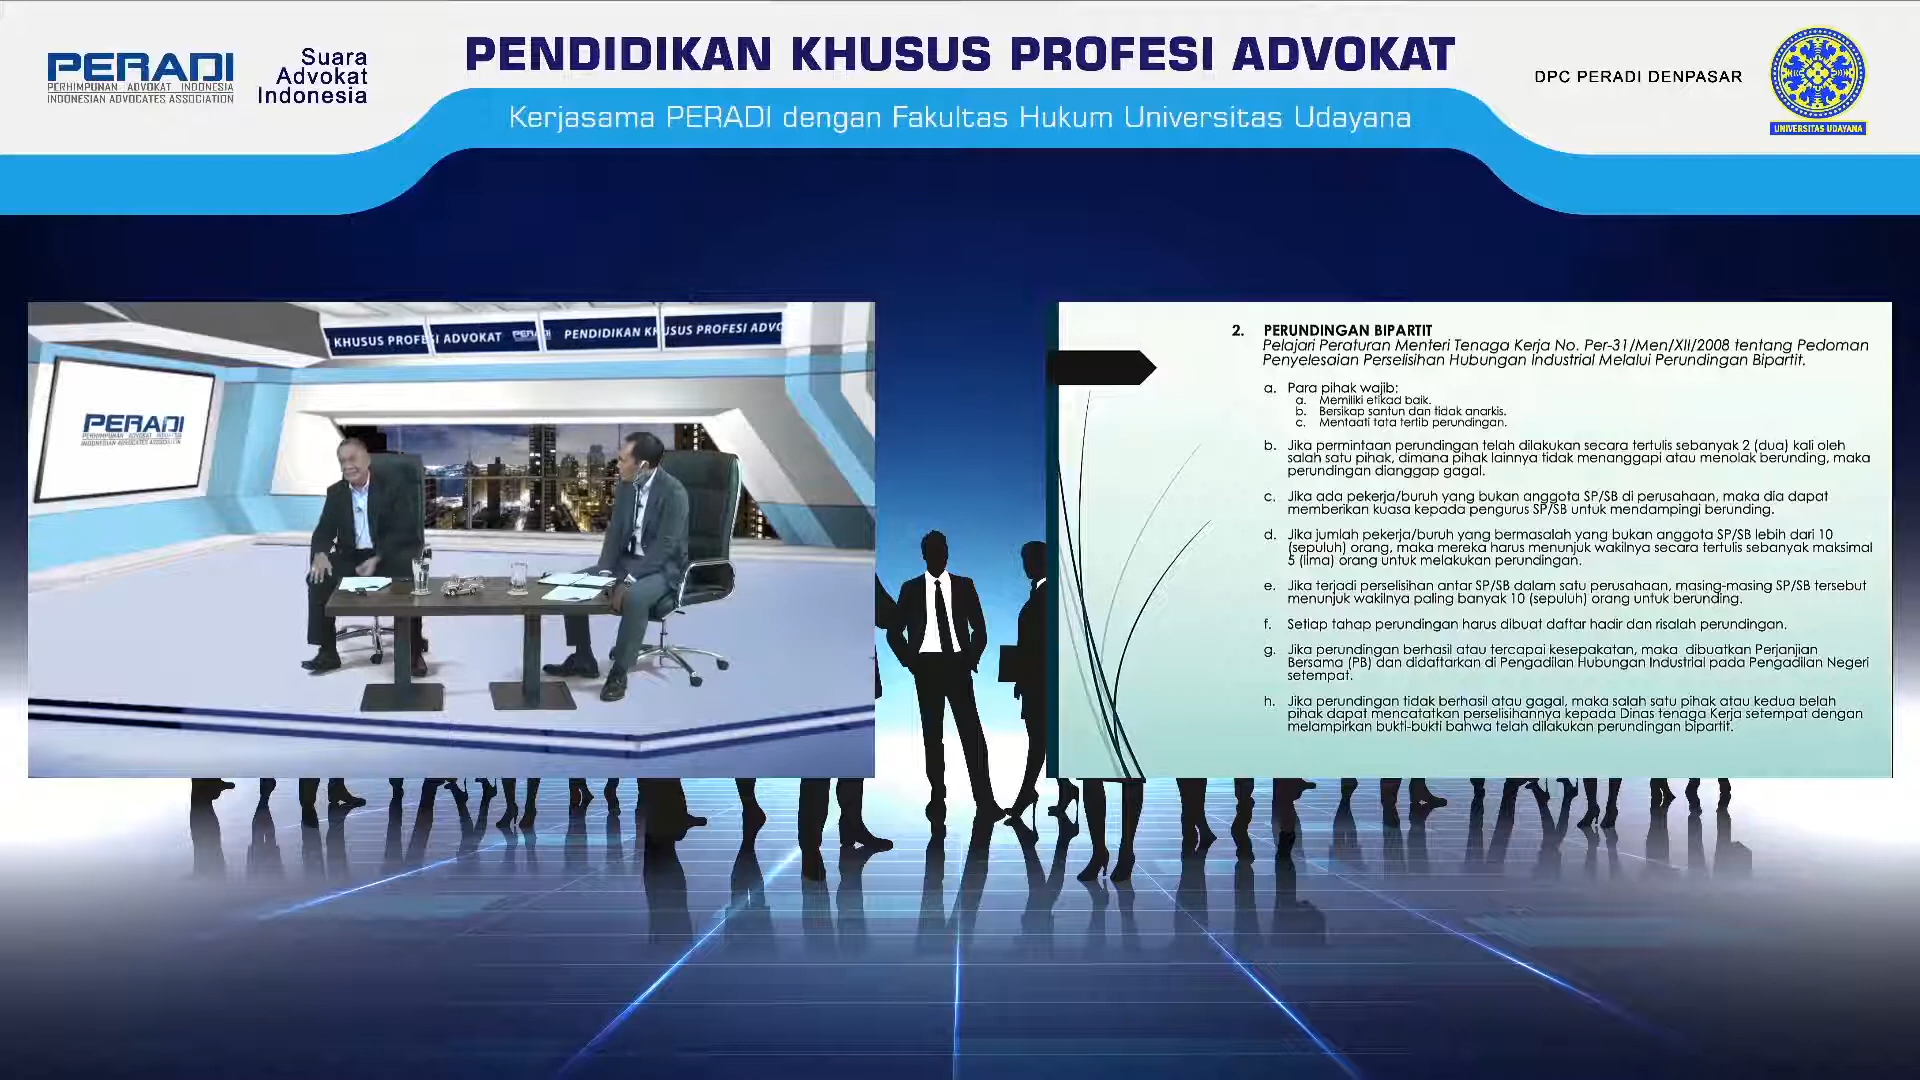 PERADI
PERHIMPUNAN ADVOKAT INDONESIA
INDONESIAN ADVOCATES ASSOCIATION
Suara
Advokat
Indonesia
PENDIDIKAN KHUSUS PROFESI ADVOKAT
Kerjasama PERADI dengan Fakultas Hukum Universitas Udayana
DPC PERADI DENPASAR
UNIVERSITAS UDAYANA
KHUSUS PROFESI ADVOKAT PERADI PENDIDIKAN KHUSUS PROFESI ADVO
PERADI
PERHIMPUNAN ADVOKAT INDONESIA
INDONESIAN ADVOCATES ASSOCIATION
2. PERUNDINGAN BIPARTIT
Pelajari Peraturan Menteri Tenaga Kerja No. Per-31/Men/XII/2008 tentang Pedoman
Penyelesaian Perselisihan Hubungan Industrial Melalui Perundingan Bipartit.
a. Para pihak wajib:
a. Memiliki etikad baik.
b. Bersikap santun dan tidak anarkis.
c. Mentaati tata tertib perundingan.
b. Jika permintaan perundingan telah dilakukan secara tertulis sebanyak 2 (dua) kali oleh
salah satu pihak, dimana pihak lainnya tidak menanggapi atau menolak berunding, maka
perundingan dianggap gagal.
c. Jika ada pekerja/buruh yang bukan anggota SP/SB di perusahaan, maka dia dapat
memberikan kuasa kepada pengurus SP/SB untuk mendampingi berunding.
d. Jika jumlah pekerja/buruh yang bermasalah yang bukan anggota SP/SB lebih dari 10
(sepuluh) orang, maka mereka harus menunjuk wakilnya secara tertulis sebanyak maksimal
5 (lima) orang untuk melakukan perundingan.
e. Jika terjadi perselisihan antar SP/SB dalam satu perusahaan, masing-masing SP/SB tersebut
menunjuk wakilnya paling banyak 10 (sepuluh) orang untuk berunding.
f. Setiap tahap perundingan harus dibuat daftar hadir dan risalah perundingan.
g. Jika perundingan berhasil atau tercapai kesepakatan, maka dibuatkan Perjanjian
Bersama (PB) dan didaftarkan di Pengadilan Hubungan Industrial pada Pengadilan Negeri
setempat.
h. Jika perundingan tidak berhasil atau gagal, maka salah satu pihak atau kedua belah
pihak dapat mencatatkan perselisihannya kepada Dinas tenaga Kerja setempat dengan
melampirkan bukti-bukti bahwa telah dilakukan perundingan bipartit.